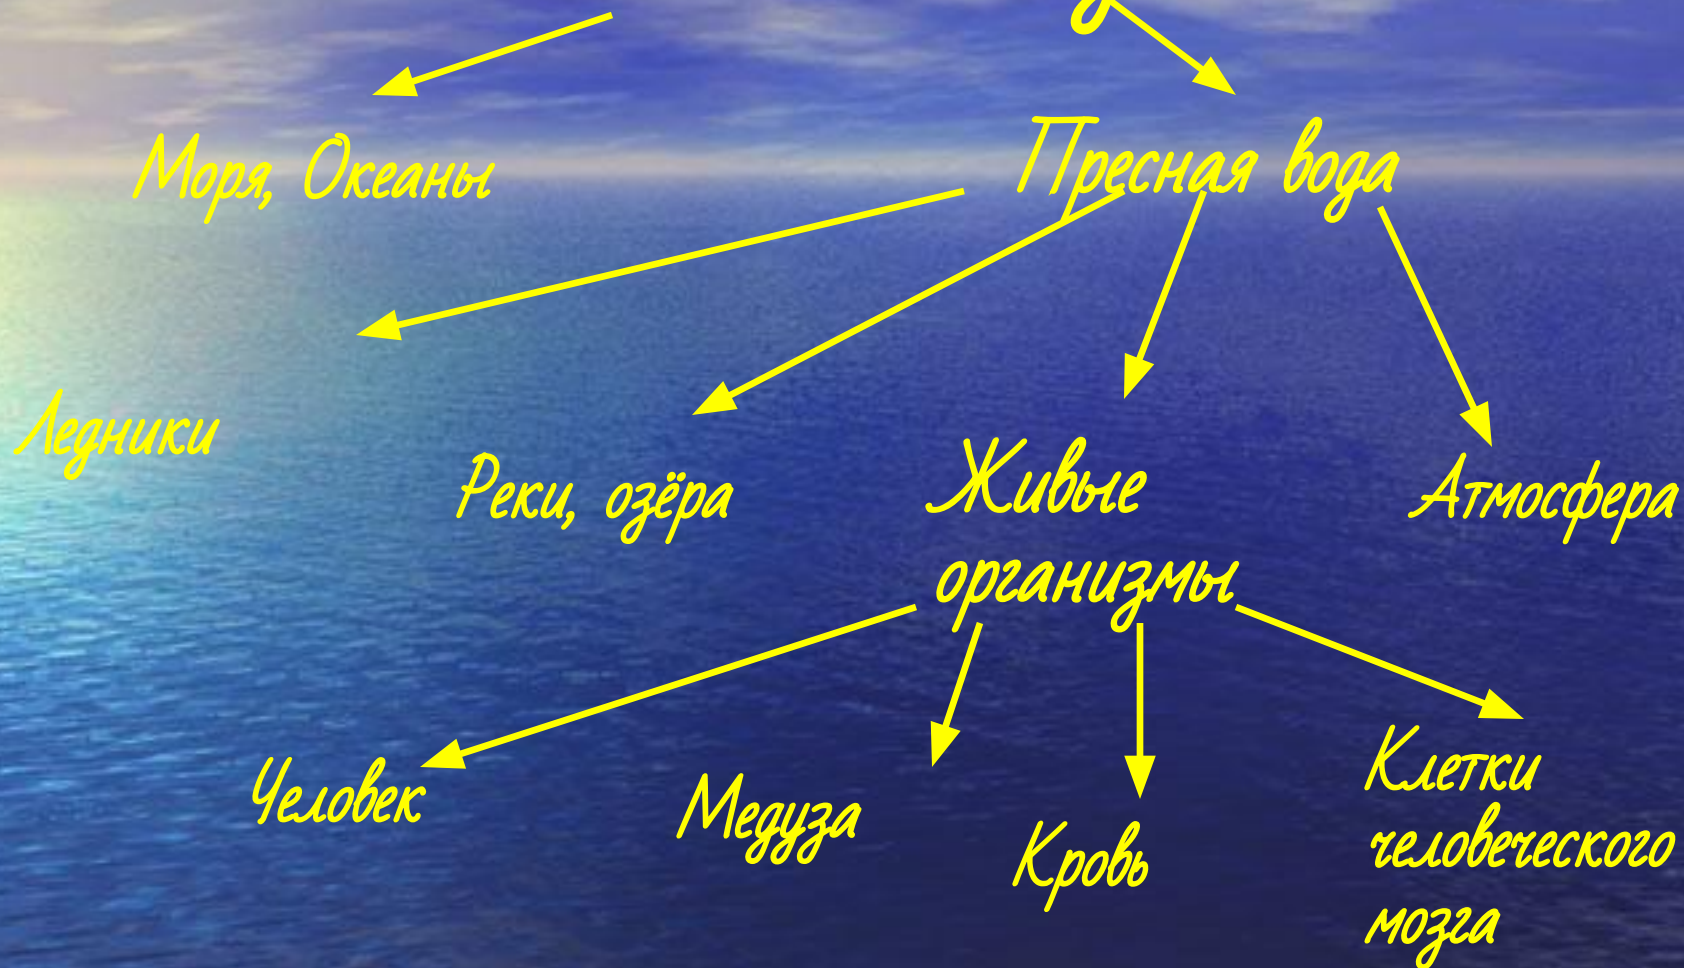 Моря, Океаны
Пресная вода
Ледники
Реки, озёра
Живые
организмы
Атмосфера
Человек
Медуза
Кровь
Клетки
человеческого
мозга